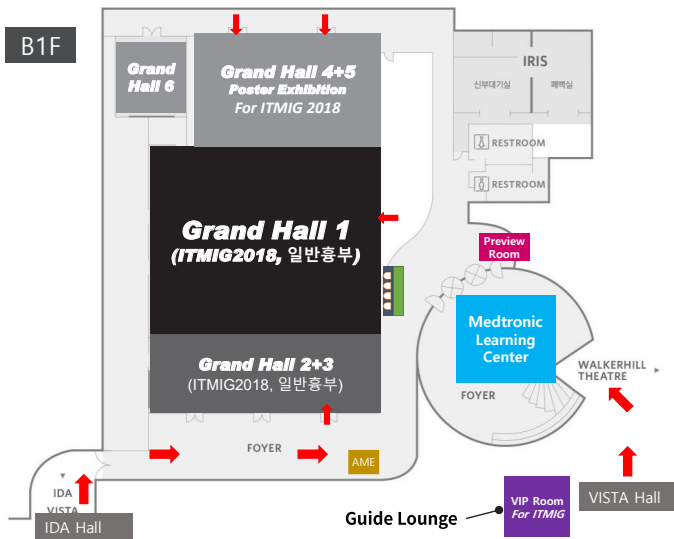 B1F
Grand
Hall 6
Grand Hall 4+5
Poster Exhibition
For ITMIG 2018
IRIS
신부대기실
폐백실
RESTROOM
RESTROOM
Grand Hall 1
(ITMIG2018, 일반흉부)
Preview
Room
Medtronic
Learning
Center
Grand Hall 2+3
(ITMIG2018, 일반흉부)
WALKERHILL
THEATRE
FOYER
FOYER
AME
IDA
VISTA
IDA Hall
Guide Lounge
VIP Room
For ITMIG
VISTA Hall